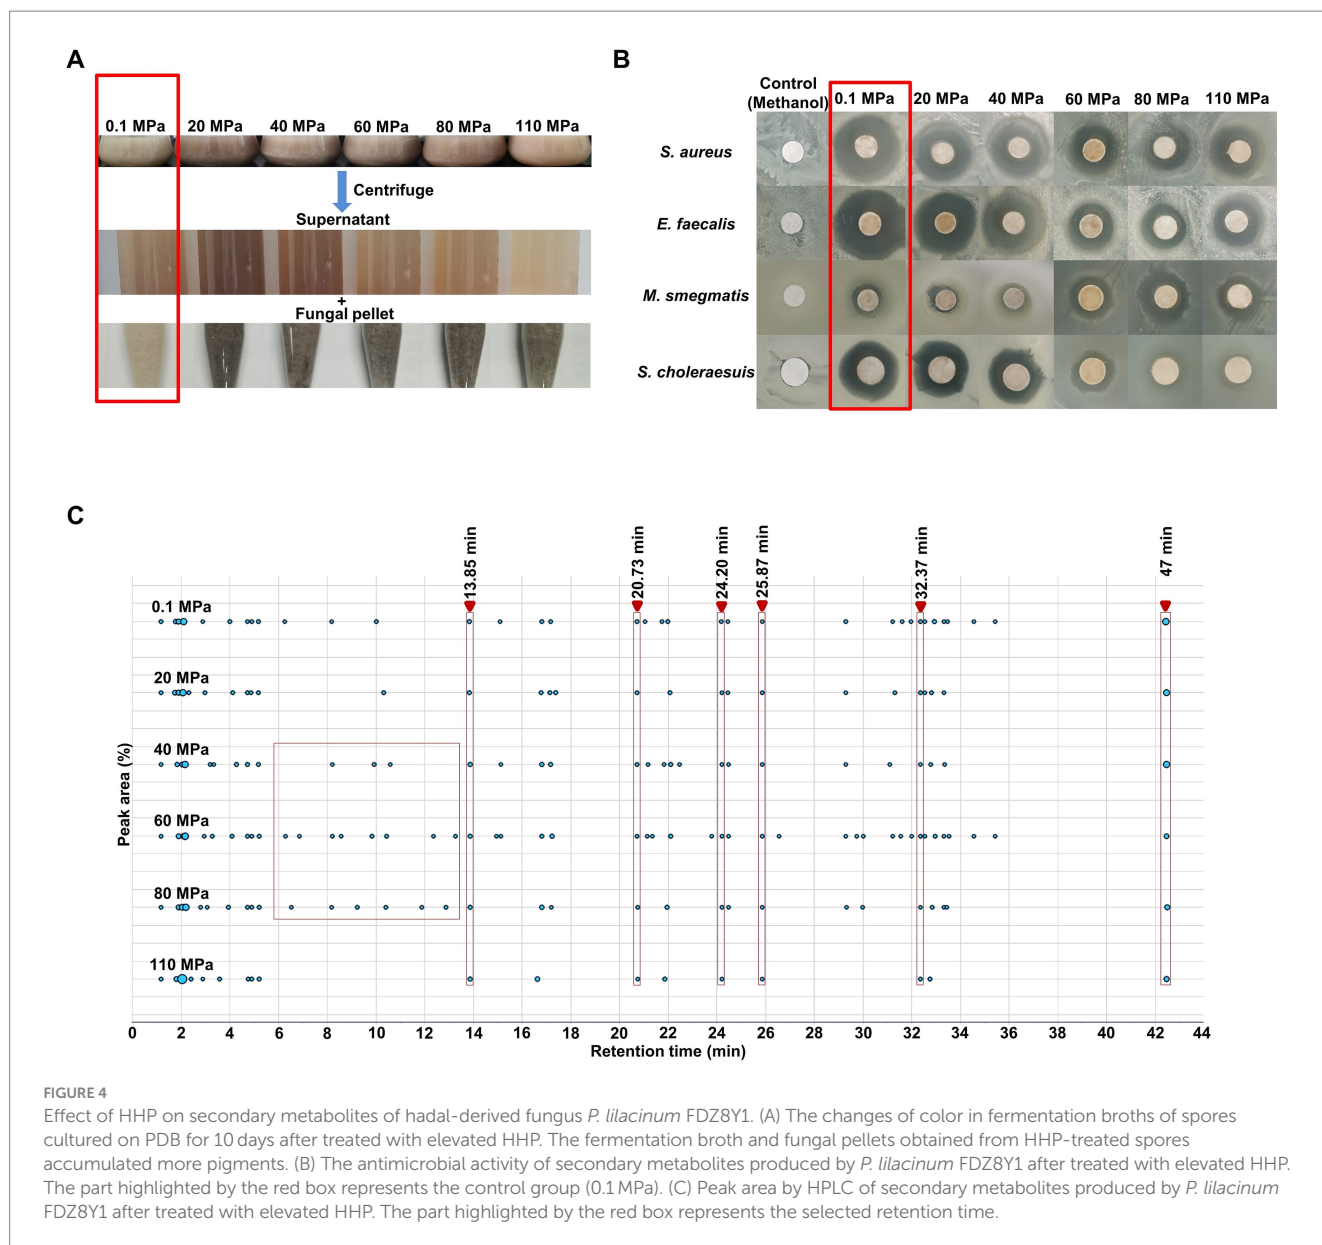 A
0.1 MPa 20 MPa 40 MPa 60 MPa 80 MPa 110 MPa
Centrifuge
Supernatant
+
Fungal pellet
B
Control
(Methanol) 0.1 MPa 20 MPa 40 MPa 60 MPa 80 MPa 110 MPa
S. aureus
E. faecalis
M. smegmatis
S. choleraesuis
C
13.85 min
20.73 min
24.20 min
25.87 min
32.37 min
47 min
0.1 MPa
20 MPa
40 MPa
60 MPa
80 MPa
110 MPa
Peak area (%)
0 2 4 6 8 10 12 14 16 18 20 22 24 26 28 30 32 34 36 38 40 42 44
Retention time (min)
FIGURE 4
Effect of HHP on secondary metabolites of hadal-derived fungus P. lilacinum FDZ8Y1. (A) The changes of color in fermentation broths of spores
cultured on PDB for 10 days after treated with elevated HHP. The fermentation broth and fungal pellets obtained from HHP-treated spores
accumulated more pigments. (B) The antimicrobial activity of secondary metabolites produced by P. lilacinum FDZ8Y1 after treated with elevated HHP.
The part highlighted by the red box represents the control group (0.1 MPa). (C) Peak area by HPLC of secondary metabolites produced by P. lilacinum
FDZ8Y1 after treated with elevated HHP. The part highlighted by the red box represents the selected retention time.